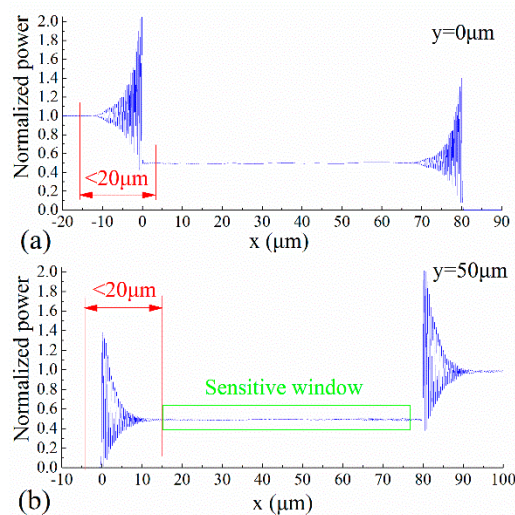 2.0
1.8
1.6
1.4
1.2
1.0
0.8
0.6
0.4
0.2
0.0
Normalized power
y=0μm
<20μm
-20 -10 0 10 20 30 40 50 60 70 80 90
(a)
x (μm)
2.0
1.8
1.6
1.4
1.2
1.0
0.8
0.6
0.4
0.2
0.0
Normalized power
<20μm
y=50μm
Sensitive window
-10 0 10 20 30 40 50 60 70 80 90 100
(b)
x (μm)